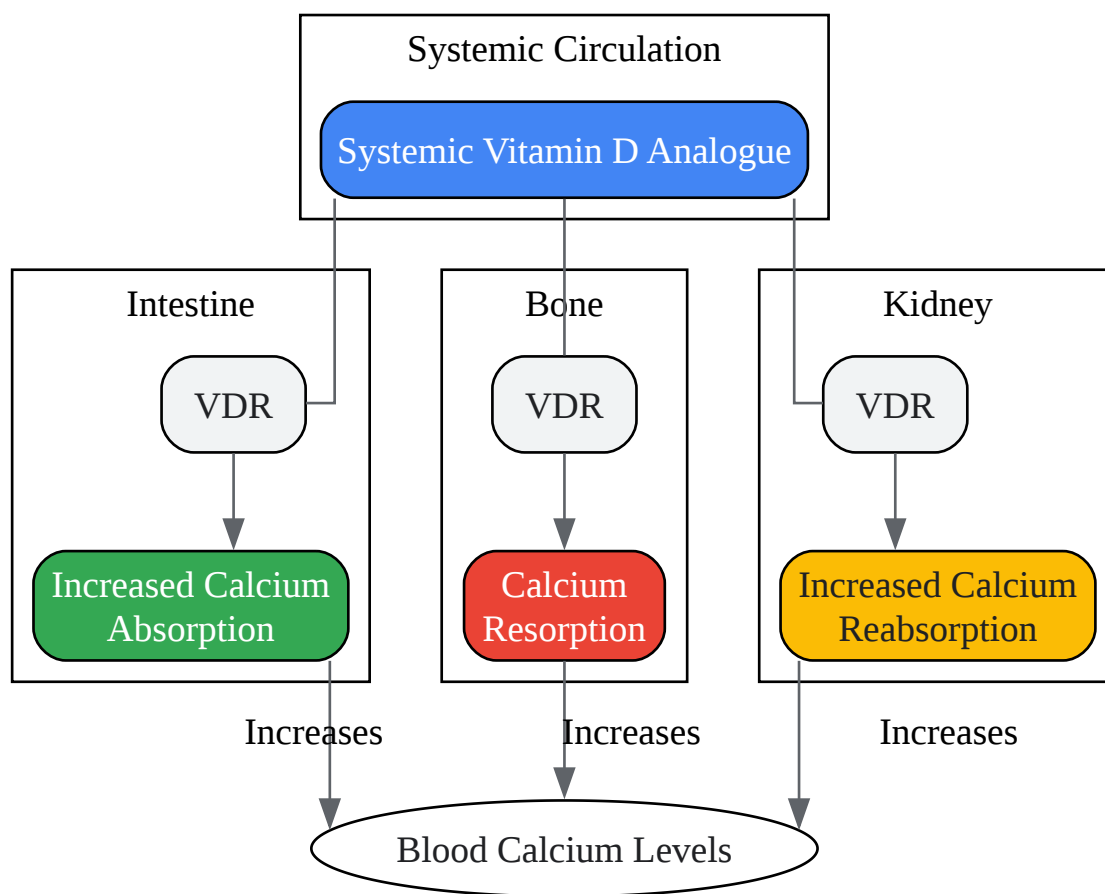 Systemic Circulation
Systemic Vitamin D Analogue
Intestine
Bone
Kidney
VDR
VDR
VDR
Increased Calcium
Absorption
Calcium
Resorption
Increased Calcium
Reabsorption
Increases
Increases
Increases
Blood Calcium Levels